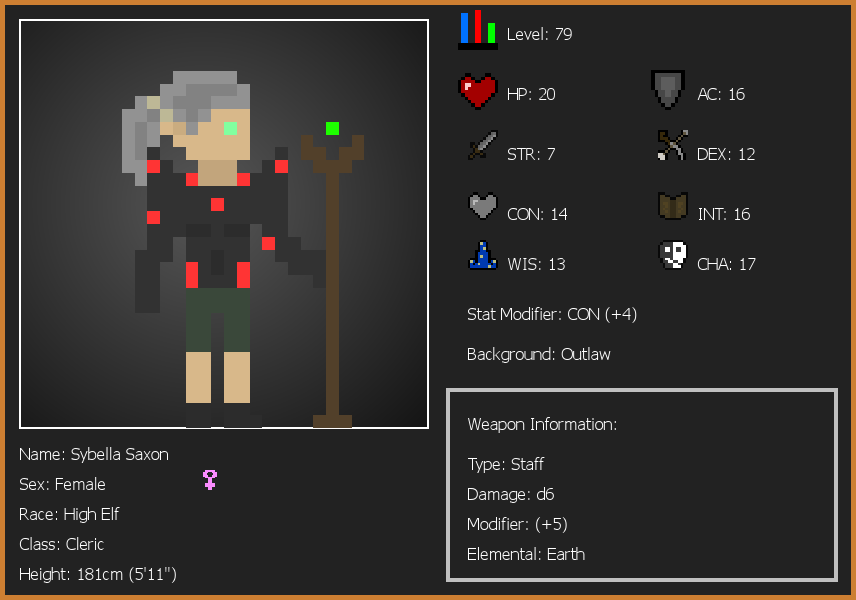 Level: 79
HP: 20
AC: 16
STR: 7
DEX: 12
CON: 14
INT: 16
WIS: 13
CHA: 17
Stat Modifier: CON (+4)
Background: Outlaw
Weapon Information:
Type: Staff
Damage: d6
Modifier: (+5)
Elemental: Earth
Name: Sybella Saxon
Sex: Female
Race: High Elf
Class: Cleric
Height: 181cm (5'11")